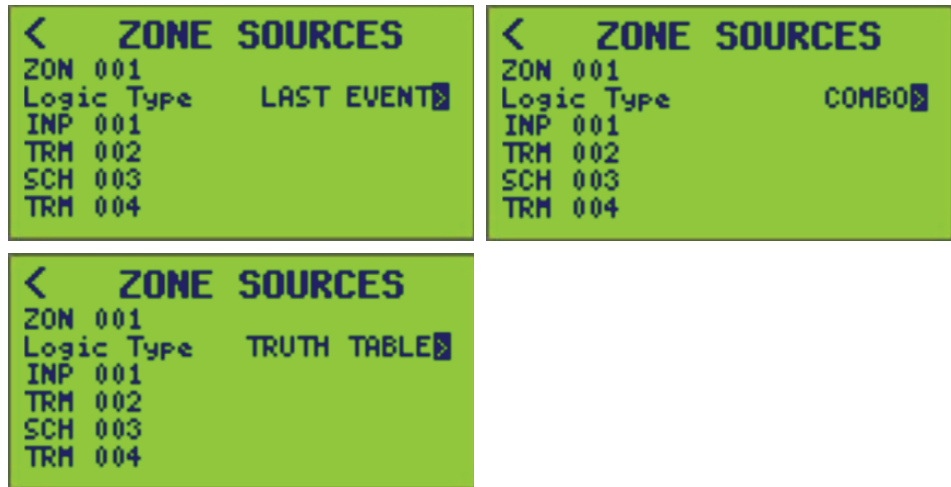 < ZONE SOURCES
ZON 001
Logic Type LAST EVENT>
INP 001
TRM 002
SCH 003
TRM 004
< ZONE SOURCES
ZON 001
Logic Type COMBO>
INP 001
TRM 002
SCH 003
TRM 004
< ZONE SOURCES
ZON 001
Logic Type TRUTH TABLE>
INP 001
TRM 002
SCH 003
TRM 004